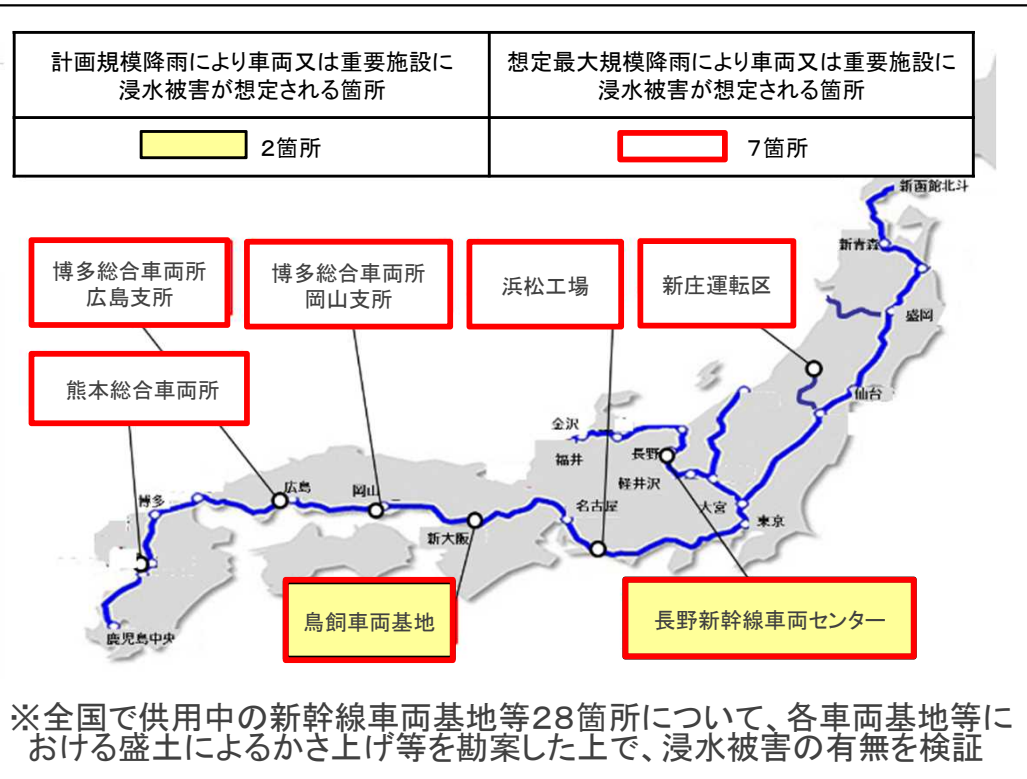 計画規模降雨により車両又は重要施設に
浸水被害が想定される箇所
想定最大規模降雨により車両又は重要施設に
浸水被害が想定される箇所
2箇所
7箇所
新函館北斗
新青森
博多総合車両所
広島支所
博多総合車両所
岡山支所
浜松工場
新庄運転区
盛岡
熊本総合車両所
仙台
金沢
福井
長野
軽井沢
広島
岡山
博多
名古屋
大宮
東京
新大阪
鳥飼車両基地
長野新幹線車両センター
鹿児島中央
※全国で供用中の新幹線車両基地等28箇所について、各車両基地等に
おける盛土によるかさ上げ等を勘案した上で、浸水被害の有無を検証